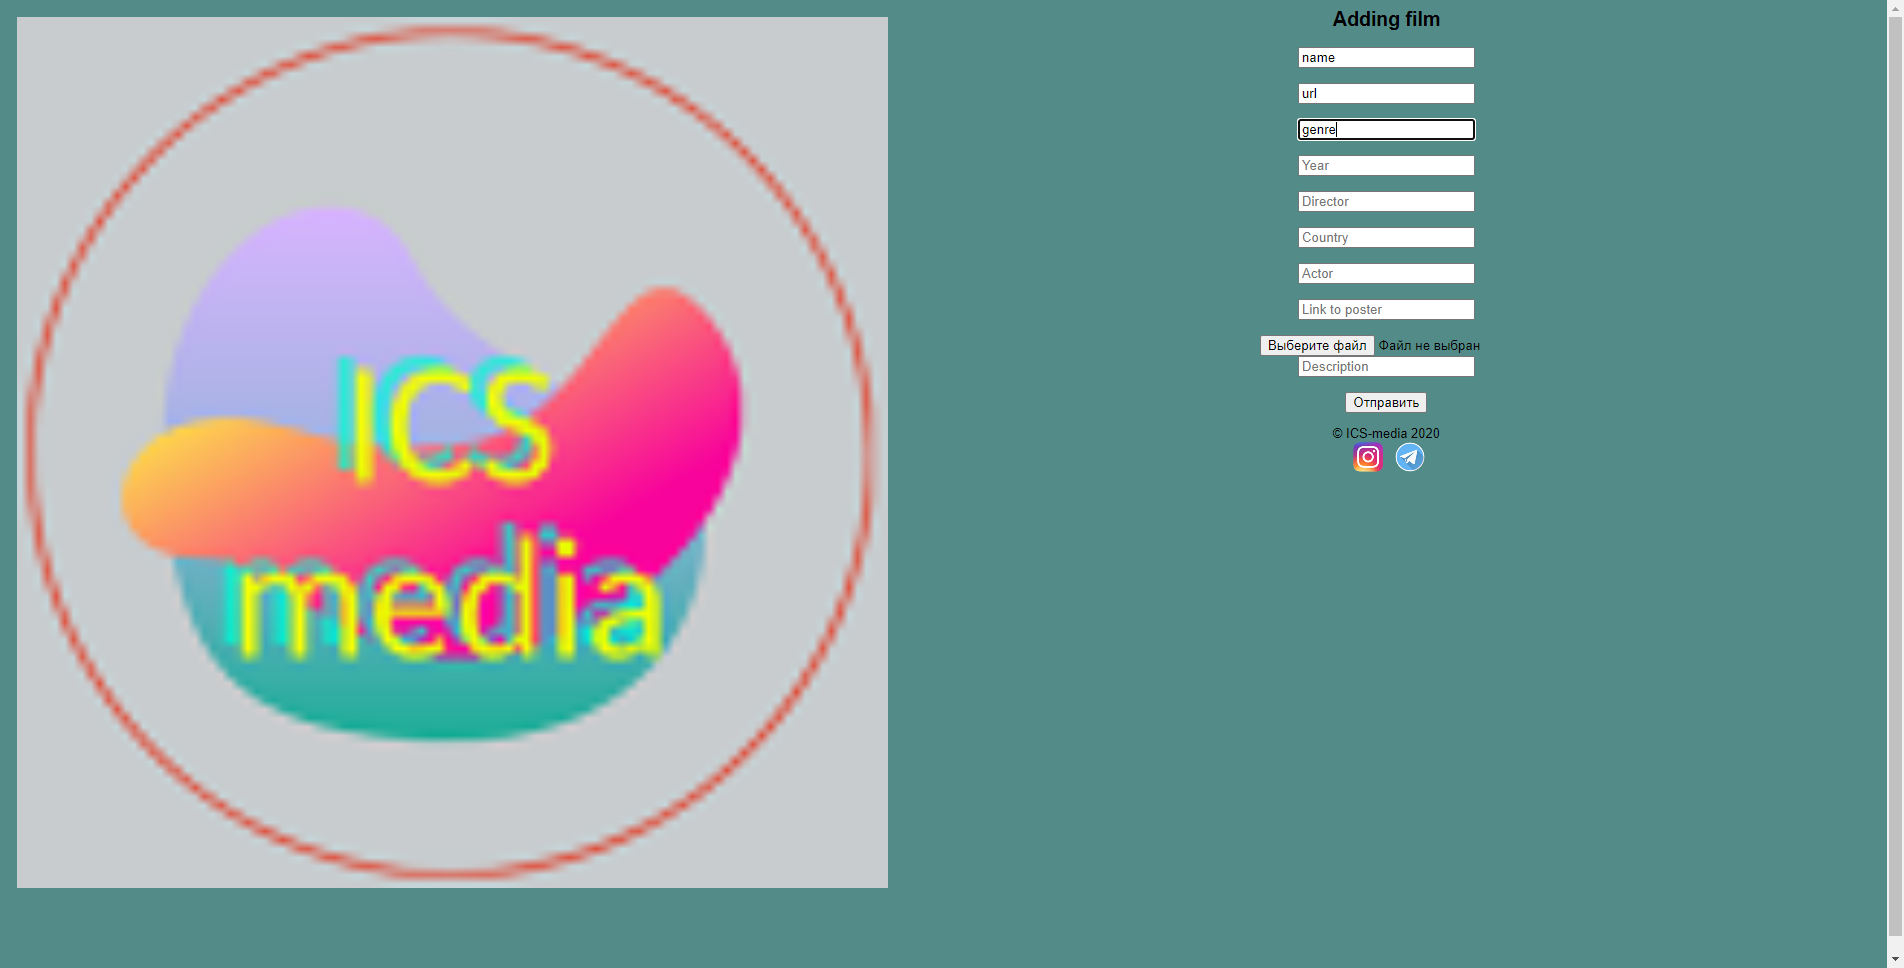 ICS
media
Adding film
name
url
genre
Year
Director
Country
Actor
Link to poster
Выберите файл Файл не выбран
Description
Отправить
© ICS-media 2020